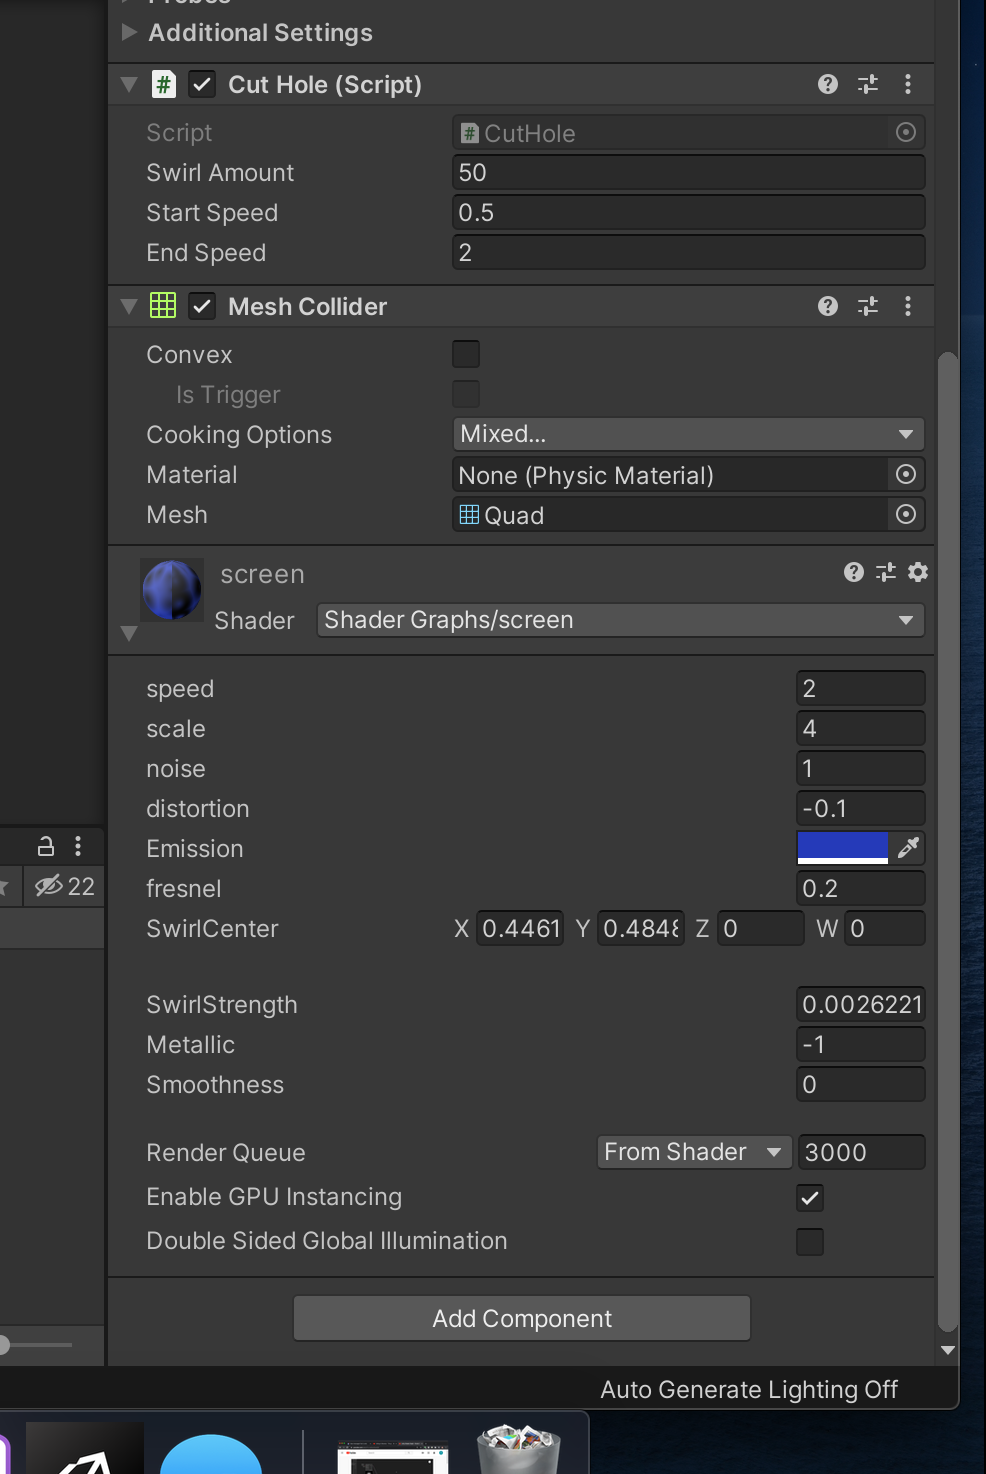 Probes
Additional Settings
# Cut Hole (Script)
Script # CutHole
Swirl Amount 50
Start Speed 0.5
End Speed 2
Mesh Collider
Convex
Is Trigger
Cooking Options Mixed...
Material None (Physic Material)
Mesh Quad
screen
Shader Shader Graphs/screen
speed 2
scale 4
noise 1
distortion -0.1
Emission
22
fresnel 0.2
SwirlCenter X 0.4461 Y 0.4848 Z 0 W 0
SwirlStrength 0.0026221
Metallic -1
Smoothness 0
Render Queue From Shader 3000
Enable GPU Instancing
Double Sided Global Illumination
Add Component
Auto Generate Lighting Off